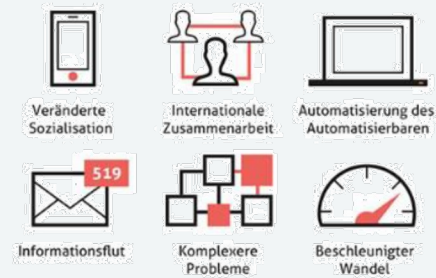 Veränderte
Sozialisation
Internationale
Zusammenarbeit
Automatisierung des
Automatisierbaren
519
Informationsflut
Komplexere
Probleme
Beschleunigter
Wandel